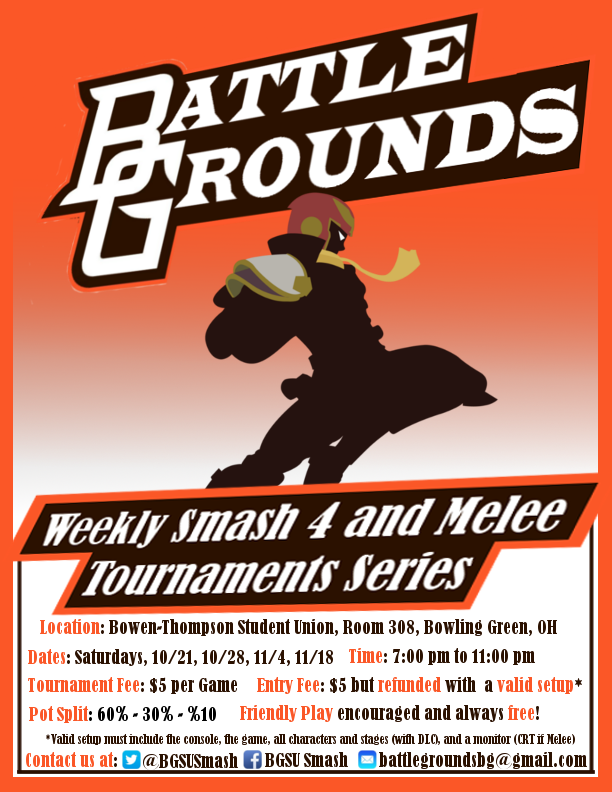 BATTLE
GROUNDS
Weekly Smash 4 and Melee
Tournaments Series
Location: Bowen-Thompson Student Union, Room 308, Bowling Green, OH
Dates: Saturdays, 10/21, 10/28, 11/4, 11/18 Time: 7:00 pm to 11:00 pm
Tournament Fee: $5 per Game Entry Fee: $5 but refunded with a valid setup*
Pot Split: 60% - 30% - %10 Friendly Play encouraged and always free!
*Valid setup must include the console, the game, all characters and stages (with DLC), and a monitor (CRT if Melee)
Contact us at: @BGSUSmash BGSU Smash battlegroundsbg@gmail.com